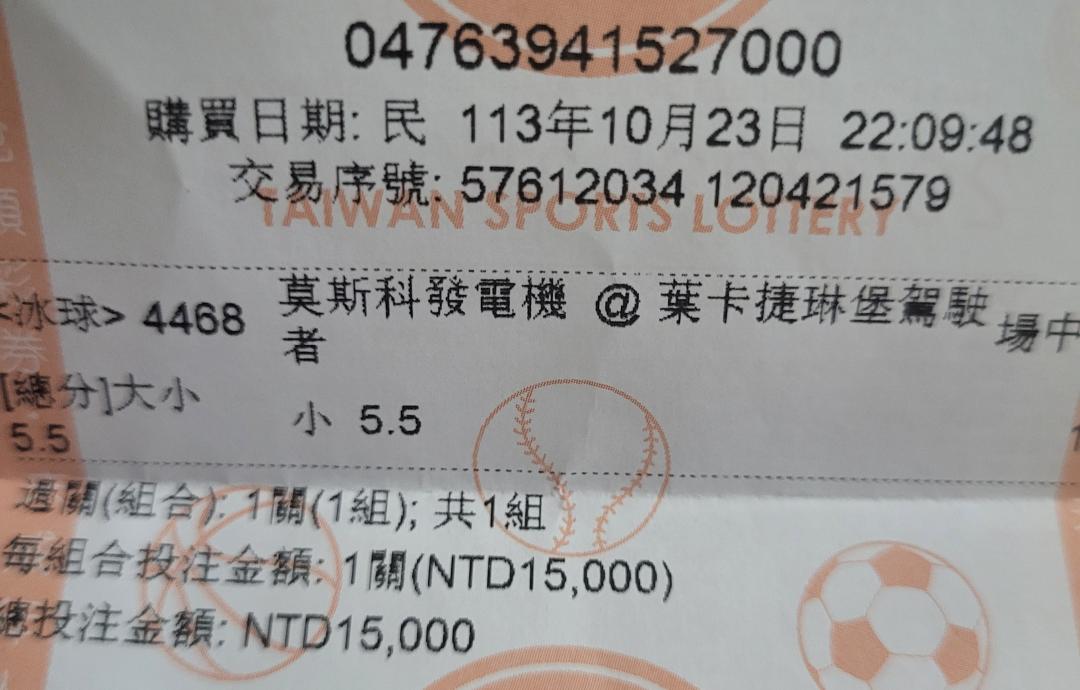 04763941527000
購買日期: 民 113年10月23日 22:09:48
交易序號: 57612034 120421579
TAIWAN SPORTS LOTTERY
<冰球> 4468 莫斯科發電機 @ 葉卡捷琳堡駕駛者 場中
[總分]大小 5.5 小 5.5
過關(組合): 1關(1組); 共1組
每組合投注金額: 1關(NTD15,000)
總投注金額: NTD15,000